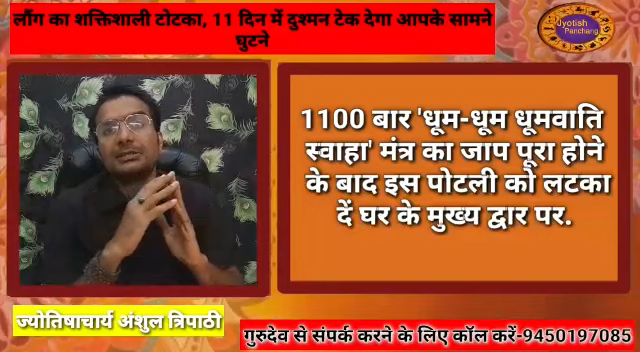 लौंग का शक्तिशाली टोटका, 11 दिन में दुश्मन टेक देगा आपके सामने
घुटने
Jyotish
Panchang
1100 बार 'धूम-धूम धूमवाति
स्वाहा' मंत्र का जाप पूरा होने
के बाद इस पोटली को लटका
दें घर के मुख्य द्वार पर.
ज्योतिषाचार्य अंशुल त्रिपाठी
गुरुदेव से संपर्क करने के लिए कॉल करें-9450197085